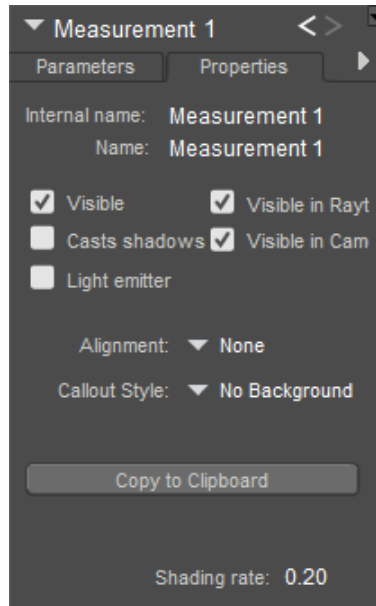 Measurement 1
Parameters Properties
Internal name: Measurement 1
Name: Measurement 1
Visible Visible in Rayt
Casts shadows Visible in Cam
Light emitter
Alignment: None
Callout Style: No Background
Copy to Clipboard
Shading rate: 0.20